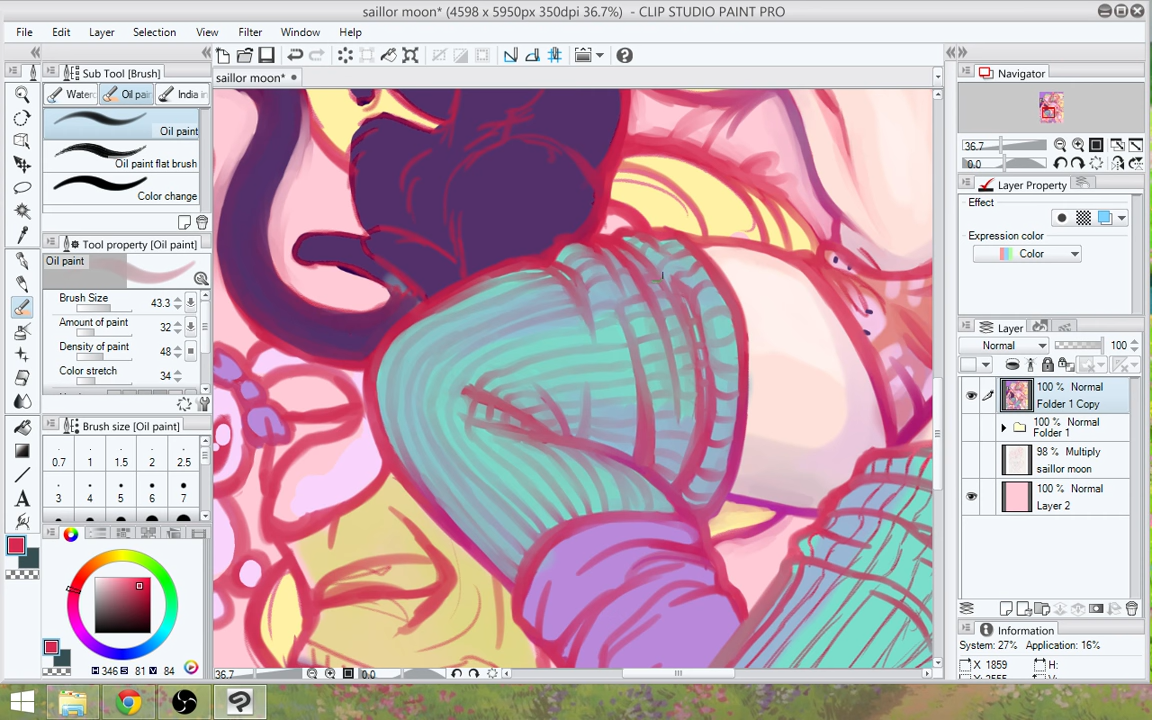 saillor moon* (4598 x 5950px 350dpi 36.7%) - CLIP STUDIO PAINT PRO
File Edit Layer Selection View Filter Window Help
Sub Tool [Brush]
saillor moon*
Navigator
Oil pai
India in
Oil paint
Oil paint flat brush
Color change
36.7
0.0
Layer Property
Effect
Expression color
Color
Tool property [Oil paint]
Oil paint
Brush Size 43.3
Amount of paint 32
Density of paint 48
Color stretch 34
Layer
Normal 100
100 % Normal
Folder 1 Copy
100 % Normal
Folder 1
98 % Multiply
saillor moon
100 % Normal
Layer 2
Brush size [Oil paint]
0.7 1 1.5 2 2.5
3 4 5 6 7
A
H 346 S 81 V 84
36.7 0.0
Information
System: 27% Application: 16%
X 1859 H: